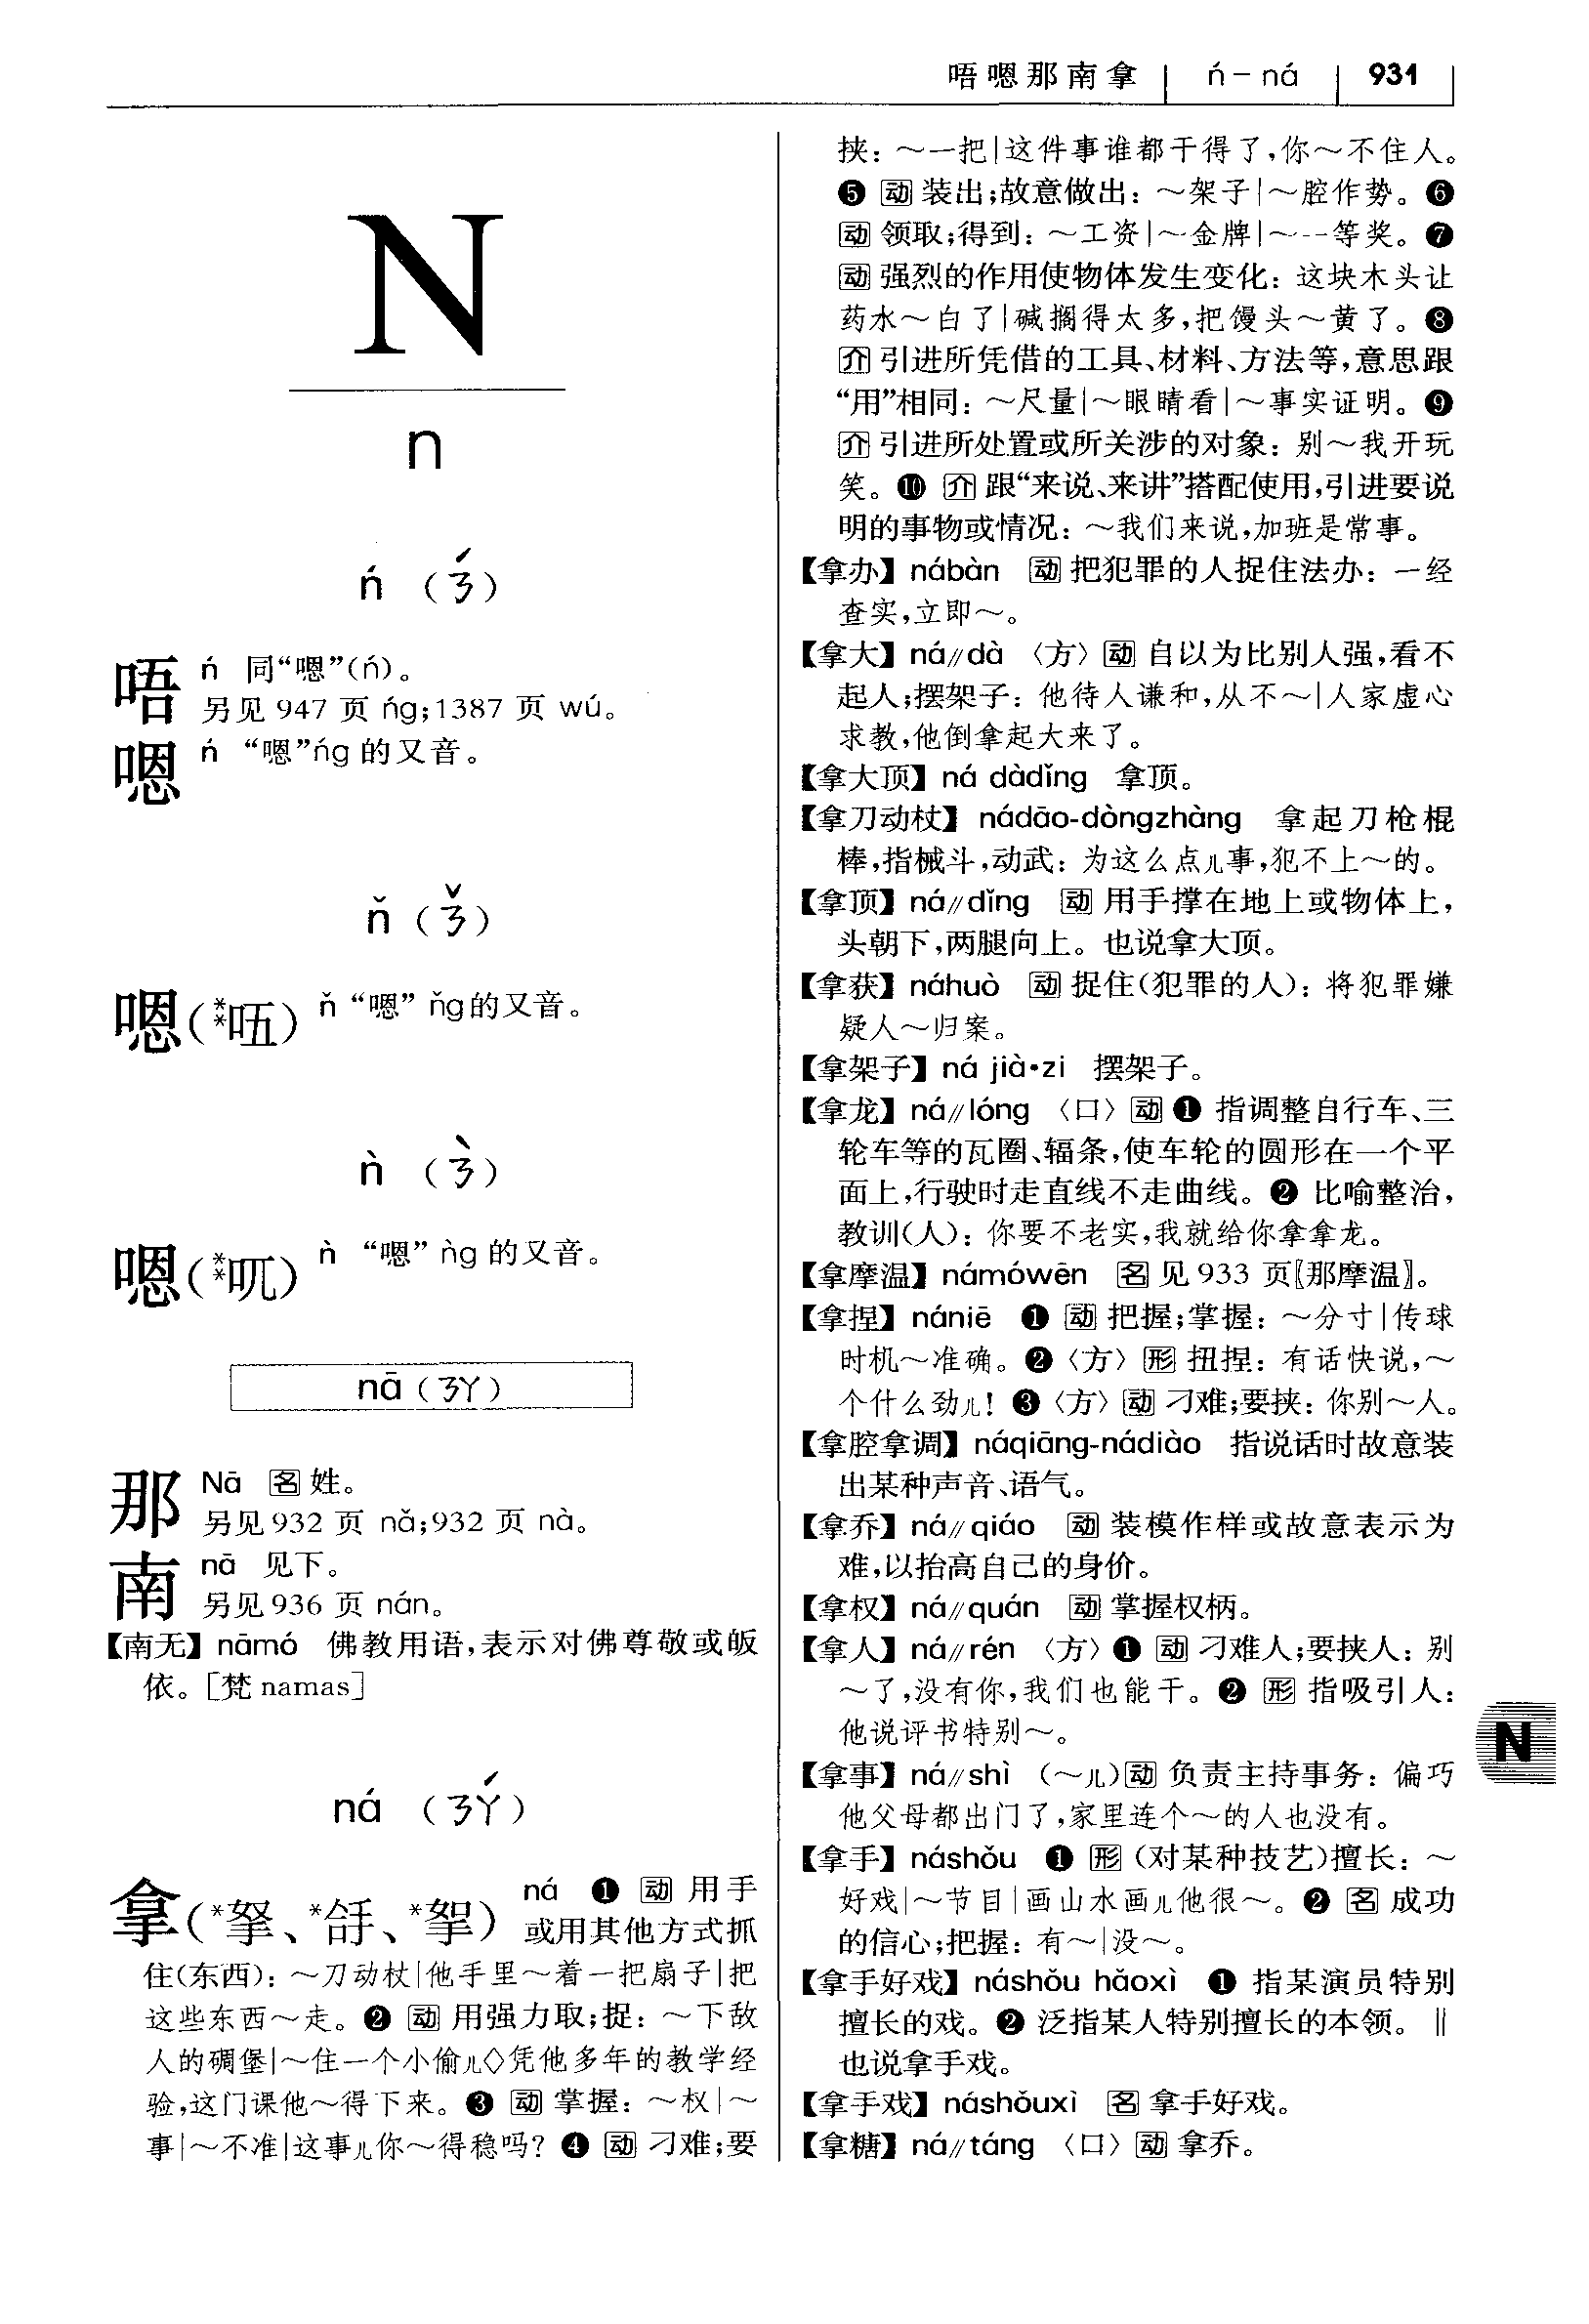 唔嗯那南拿 | ń – ná | 931
N
n
ń （ㄋˊ）
唔 ń 同“嗯”(ń)。
另见 947 页 ńg;1387 页 wú。
嗯 ń “嗯”ńg 的又音。
ň （ㄋˇ）
嗯(**㕶) ň “嗯” ňg的又音。
ǹ （ㄋˋ）
嗯(**𠮾) ǹ “嗯” ǹg 的又音。
nā（ㄋㄚ）
那 Nā 名 姓。
另见 932 页 nǎ;932 页 nà。
南 nā 见下。
另见 936 页 nán。
【南无】 nāmó 佛教用语,表示对佛尊敬或皈
依。[梵 namas]
ná （ㄋㄚˊ）
拿(*拏、*㧱、*挐) ná ❶ 动 用手
或用其他方式抓
住(东西)：～刀动杖|他手里～着一把扇子|把
这些东西～走。❷ 动 用强力取;捉：～下敌
人的碉堡|～住一个小偷儿◇凭他多年的教学经
验,这门课他～得下来。❸ 动 掌握：～权|～
事|～不准|这事儿你～得稳吗? ❹ 动 刁难;要
挟：～一把|这件事谁都干得了,你～不住人。
❺ 动 装出;故意做出：～架子|～腔作势。❻
动 领取;得到：～工资|～金牌|～一等奖。❼
动 强烈的作用使物体发生变化：这块木头让
药水～白了|碱搁得太多,把馒头～黄了。❽
介 引进所凭借的工具、材料、方法等,意思跟
“用”相同：～尺量|～眼睛看|～事实证明。❾
介 引进所处置或所关涉的对象：别～我开玩
笑。❿ 介 跟“来说、来讲”搭配使用,引进要说
明的事物或情况：～我们来说,加班是常事。
【拿办】 nábàn 动 把犯罪的人捉住法办：一经
查实,立即～。
【拿大】 ná//dà 〈方〉动 自以为比别人强,看不
起人;摆架子：他待人谦和,从不～|人家虚心
求教,他倒拿起大来了。
【拿大顶】 ná dàdǐng 拿顶。
【拿刀动杖】 nádāo-dòngzhàng 拿起刀枪棍
棒,指械斗,动武：为这么点儿事,犯不上～的。
【拿顶】 ná//dǐng 动 用手撑在地上或物体上,
头朝下,两腿向上。也说拿大顶。
【拿获】 náhuò 动 捉住(犯罪的人)：将犯罪嫌
疑人～归案。
【拿架子】 ná jià·zi 摆架子。
【拿龙】 ná//lóng 〈口〉动 ❶ 指调整自行车、三
轮车等的瓦圈、辐条,使车轮的圆形在一个平
面上,行驶时走直线不走曲线。❷ 比喻整治,
教训(人)：你要不老实,我就给你拿拿龙。
【拿摩温】 námówēn 名 见 933 页〖那摩温〗。
【拿捏】 nániē ❶ 动 把握;掌握：～分寸|传球
时机～准确。❷〈方〉形 扭捏：有话快说,～
个什么劲儿! ❸〈方〉动 刁难;要挟：你别～人。
【拿腔拿调】 náqiāng-nádiào 指说话时故意装
出某种声音、语气。
【拿乔】 ná//qiáo 动 装模作样或故意表示为
难,以抬高自己的身价。
【拿权】 ná//quán 动 掌握权柄。
【拿人】 ná//rén 〈方〉❶ 动 刁难人;要挟人：别
～了,没有你,我们也能干。❷ 形 指吸引人：
他说评书特别～。
【拿事】 ná//shì (～儿)动 负责主持事务：偏巧
他父母都出门了,家里连个～的人也没有。
【拿手】 náshǒu ❶ 形 (对某种技艺)擅长：～
好戏|～节目|画山水画儿他很～。❷ 名 成功
的信心;把握：有～|没～。
【拿手好戏】 náshǒu hǎoxì ❶ 指某演员特别
擅长的戏。❷ 泛指某人特别擅长的本领。‖
也说拿手戏。
【拿手戏】 náshǒuxì 名 拿手好戏。
【拿糖】 ná//táng 〈口〉动 拿乔。
N